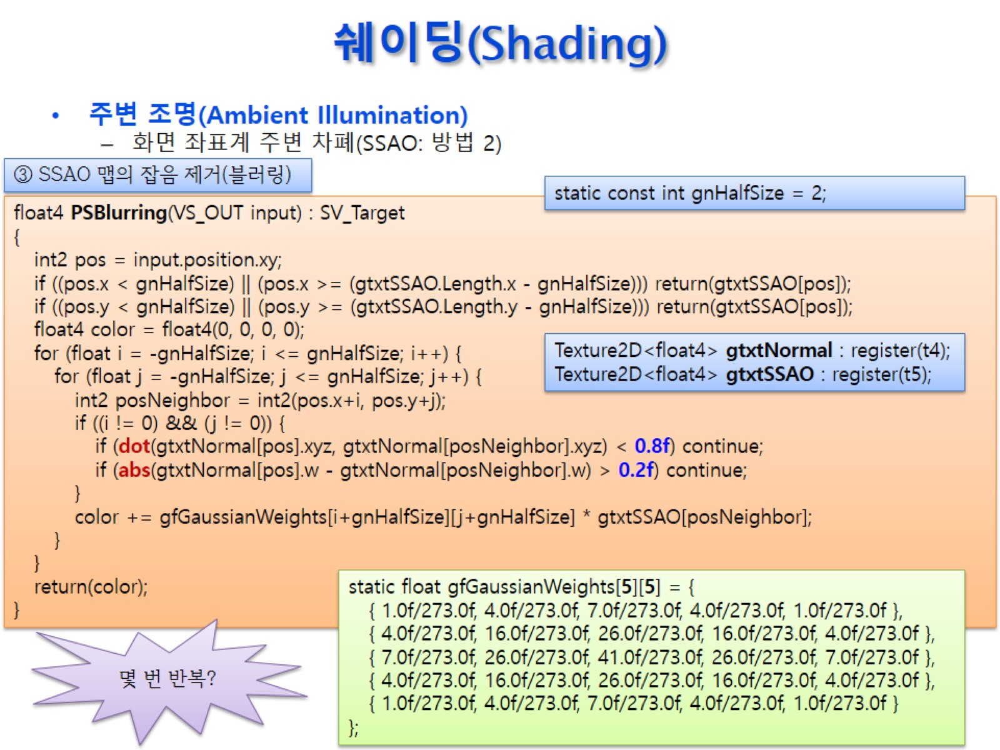 쉐이딩(Shading)
• 주변 조명(Ambient Illumination)
– 화면 좌표계 주변 차폐(SSAO: 방법 2)
③ SSAO 맵의 잡음 제거(블러링)
static const int gnHalfSize = 2;
float4 PSBlurring(VS_OUT input) : SV_Target
{
int2 pos = input.position.xy;
if ((pos.x < gnHalfSize) || (pos.x >= (gtxtSSAO.Length.x - gnHalfSize))) return(gtxtSSAO[pos]);
if ((pos.y < gnHalfSize) || (pos.y >= (gtxtSSAO.Length.y - gnHalfSize))) return(gtxtSSAO[pos]);
float4 color = float4(0, 0, 0, 0);
for (float i = -gnHalfSize; i <= gnHalfSize; i++) {
for (float j = -gnHalfSize; j <= gnHalfSize; j++) {
int2 posNeighbor = int2(pos.x+i, pos.y+j);
if ((i != 0) && (j != 0)) {
if (dot(gtxtNormal[pos].xyz, gtxtNormal[posNeighbor].xyz) < 0.8f) continue;
if (abs(gtxtNormal[pos].w - gtxtNormal[posNeighbor].w) > 0.2f) continue;
}
color += gfGaussianWeights[i+gnHalfSize][j+gnHalfSize] * gtxtSSAO[posNeighbor];
}
}
return(color);
}
Texture2D<float4> gtxtNormal : register(t4);
Texture2D<float4> gtxtSSAO : register(t5);
static float gfGaussianWeights[5][5] = {
{ 1.0f/273.0f, 4.0f/273.0f, 7.0f/273.0f, 4.0f/273.0f, 1.0f/273.0f },
{ 4.0f/273.0f, 16.0f/273.0f, 26.0f/273.0f, 16.0f/273.0f, 4.0f/273.0f },
{ 7.0f/273.0f, 26.0f/273.0f, 41.0f/273.0f, 26.0f/273.0f, 7.0f/273.0f },
{ 4.0f/273.0f, 16.0f/273.0f, 26.0f/273.0f, 16.0f/273.0f, 4.0f/273.0f },
{ 1.0f/273.0f, 4.0f/273.0f, 7.0f/273.0f, 4.0f/273.0f, 1.0f/273.0f }
};
몇 번 반복?